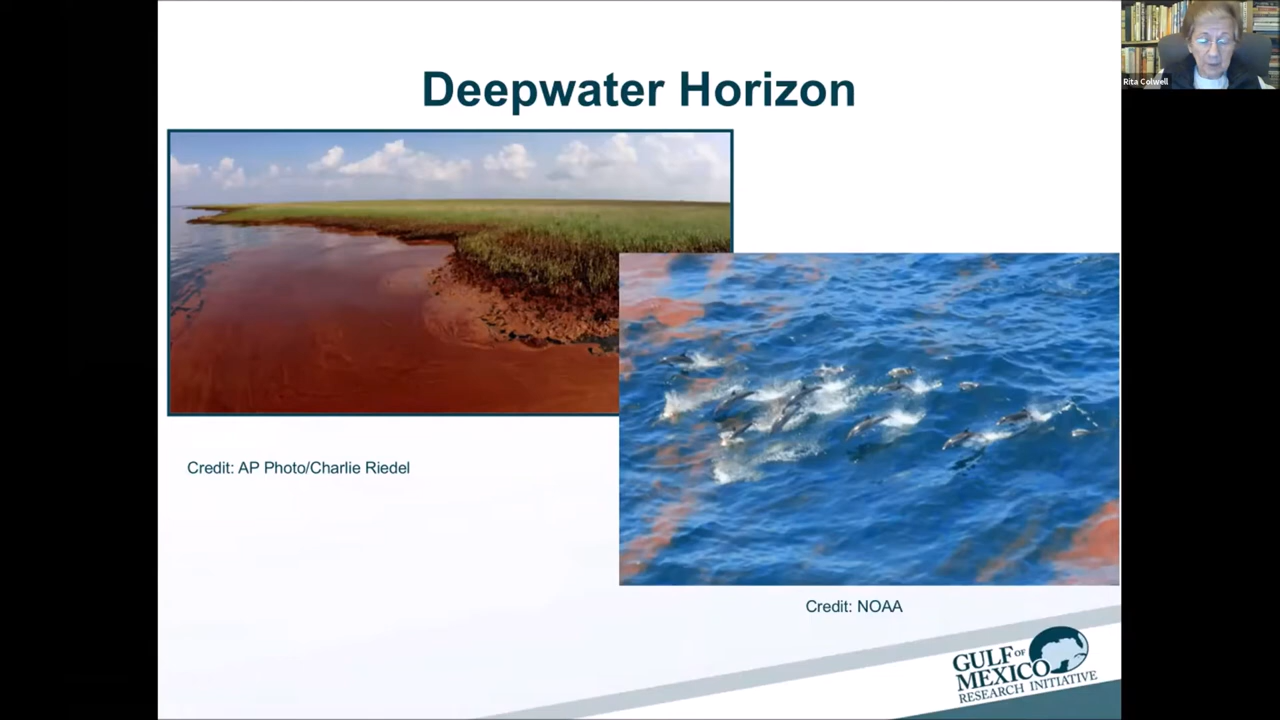 Deepwater Horizon
Rita Colwell
Credit: AP Photo/Charlie Riedel
Credit: NOAA
GULF OF
MEXICO
RESEARCH INITIATIVE